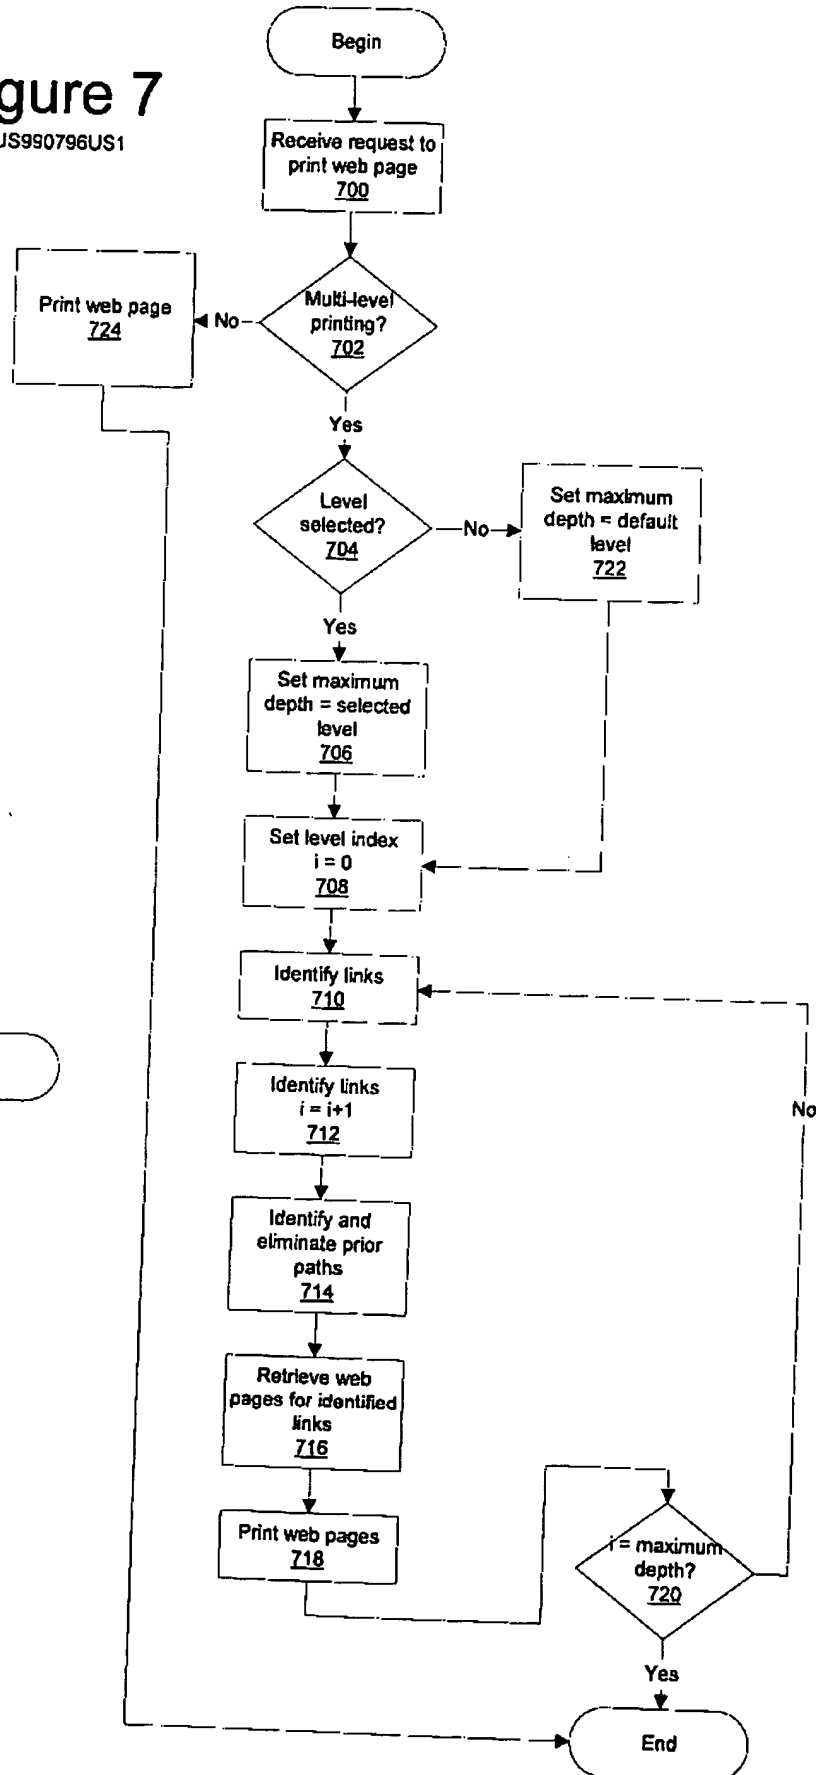 Begin
gure 7
US990796US1
Receive request to
print web page
700
Multi-level
printing?
702
No
Print web page
724
Yes
Level
selected?
704
No
Set maximum
depth = default
level
722
Yes
Set maximum
depth = selected
level
706
Set level index
i = 0
708
Identify links
710
Identify links
i = i+1
712
No
Identify and
eliminate prior
paths
714
Retrieve web
pages for identified
links
716
Print web pages
718
i = maximum
depth?
720
Yes
End